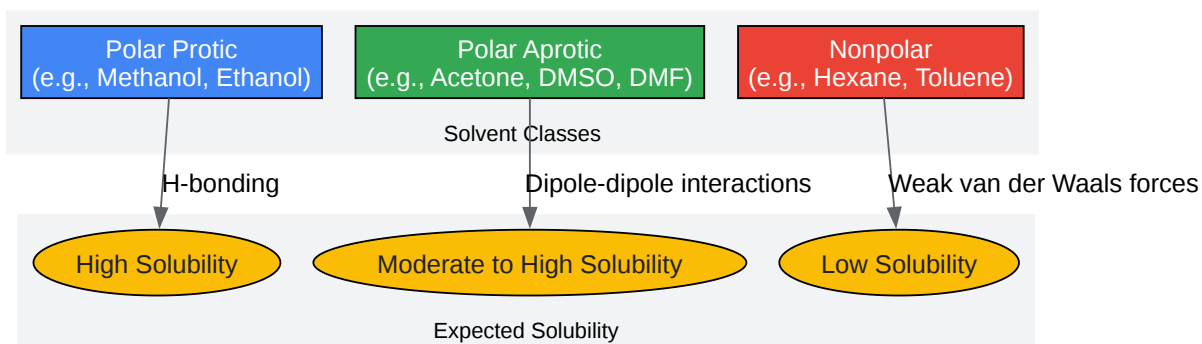 Polar Protic
(e.g., Methanol, Ethanol)
Polar Aprotic
(e.g., Acetone, DMSO, DMF)
Nonpolar
(e.g., Hexane, Toluene)
Solvent Classes
H-bonding
Dipole-dipole interactions
Weak van der Waals forces
High Solubility
Moderate to High Solubility
Low Solubility
Expected Solubility